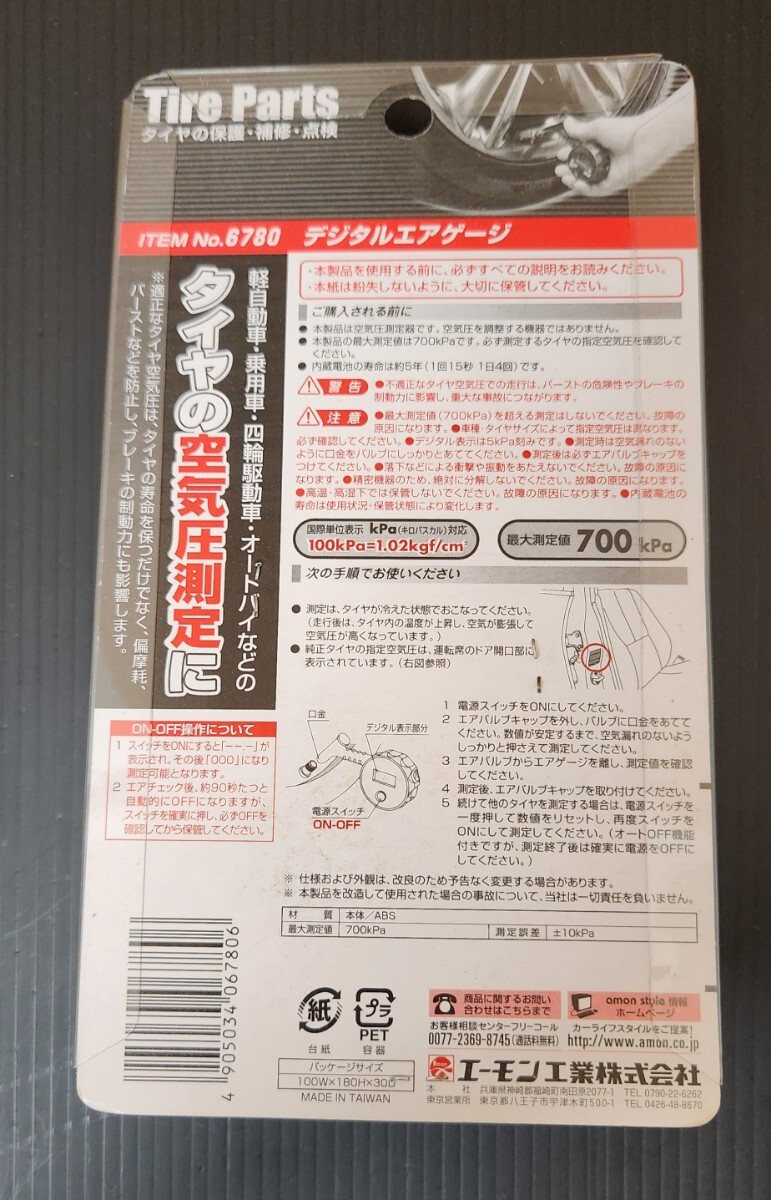 Tire Parts
タイヤの保護・補修・点検
ITEM No.6780 デジタルエアゲージ
軽自動車・乗用車・四輪駆動車・オートバイなどの
タイヤの空気圧測定に
※適正なタイヤ空気圧は、タイヤの寿命を保つだけでなく、偏摩耗、
バーストなどを防止し、ブレーキの制動力にも影響します。
・本製品を使用する前に、必ずすべての説明をお読みください。
・本紙は紛失しないように、大切に保管してください。
ご購入される前に
● 本製品は空気圧測定器です。空気圧を調整する機器ではありません。
● 本製品の最大測定値は700kPaです。必ず測定するタイヤの指定空気圧を確認して
ください。
● 内蔵電池の寿命は約5年(1回15秒 1日4回)です。
警告 ●不適正なタイヤ空気圧での走行は、バーストの危険性やブレーキの
制動力に影響し、重大な事故につながります。
注意 ●最大測定値(700kPa)を超える測定はしないでください。故障の
原因になります。●車種・タイヤサイズによって指定空気圧は異なります。
必ず確認してください。●デジタル表示は5kPa刻みです。●測定時は空気漏れのない
ように口金をバルブにしっかりとあててください。●測定後は必ずエアバルブキャップを
つけてください。●落下などによる衝撃や振動をあたえないでください。故障の原因に
なります。●精密機器のため、絶対に分解しないでください。故障の原因になります。
●高温・高湿下では保管しないでください。故障の原因になります。●内蔵電池の
寿命は使用状況・保管状態により変化します。
国際単位表示 kPa(キロパスカル)対応
100kPa=1.02kgf/cm²
最大測定値 700kPa
次の手順でお使いください
● 測定は、タイヤが冷えた状態でおこなってください。
(走行後は、タイヤ内の温度が上昇し、空気が膨張して
空気圧が高くなっています。)
● 純正タイヤの指定空気圧は、運転席のドア開口部に
表示されています。(右図参照)
口金
デジタル表示部分
電源スイッチ
ON-OFF
1 電源スイッチをONにしてください。
2 エアバルブキャップを外し、バルブに口金をあてて
ください。数値が安定するまで、空気漏れのないよう
しっかりと押さえて測定してください。
3 エアバルブからエアゲージを離し、測定値を確認
してください。
4 測定後、エアバルブキャップを取り付けてください。
5 続けて他のタイヤを測定する場合は、電源スイッチを
一度押して数値をリセットし、再度スイッチを
ONにして測定してください。(オートOFF機能
付きですが、測定終了後は確実に電源をOFFに
してください。)
ON-OFF操作について
1 スイッチをONにすると「ーー.ー」が
表示され、その後「000」になり
測定可能となります。
2 エアチェック後、約90秒たつと
自動的にOFFになりますが、
スイッチを確実に押し、必ずOFFを
確認してから保管してください。
※ 仕様および外観は、改良のため予告なく変更する場合があります。
※ 本製品を改造して使用された場合の事故について、当社は一切責任を負いません。
材質 本体/ABS
最大測定値 700kPa 測定誤差 ±10kPa
4 905034 067806
紙
台紙
プラ
PET
容器
パッケージサイズ
100W×180H×30D
MADE IN TAIWAN
商品に関するお問い
合わせはこちらまで
お客様相談センターフリーコール
0077-2369-8745(通話料無料)
amon style 情報
ホームページ
カーライフスタイルをご提案!
http://www.amon.co.jp
エーモン工業株式会社
本社 兵庫県神崎郡福崎町南田原2077-1 TEL 0790-22-6262
東京営業所 東京都八王子市宇津木町500-1 TEL 0426-48-8670